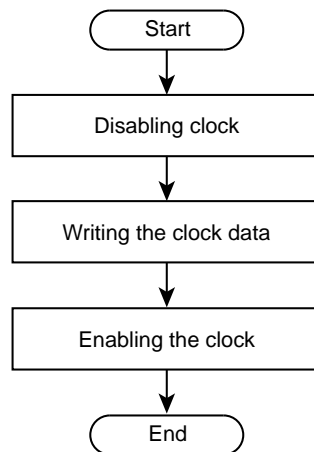 Start
Disabling clock
Writing the clock data
Enabling the clock
End